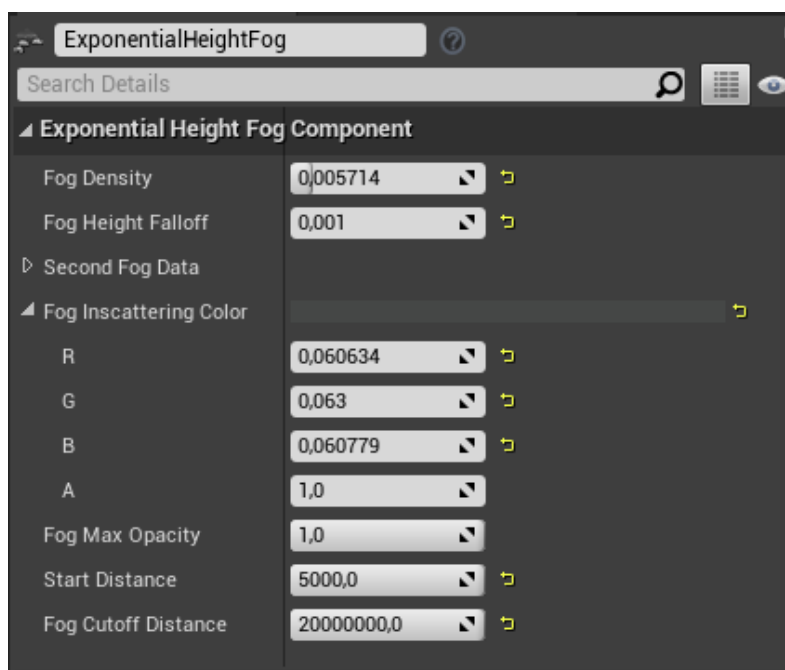 ExponentialHeightFog
Search Details
Exponential Height Fog Component
Fog Density 0,005714
Fog Height Falloff 0,001
Second Fog Data
Fog Inscattering Color
R 0,060634
G 0,063
B 0,060779
A 1,0
Fog Max Opacity 1,0
Start Distance 5000,0
Fog Cutoff Distance 20000000,0